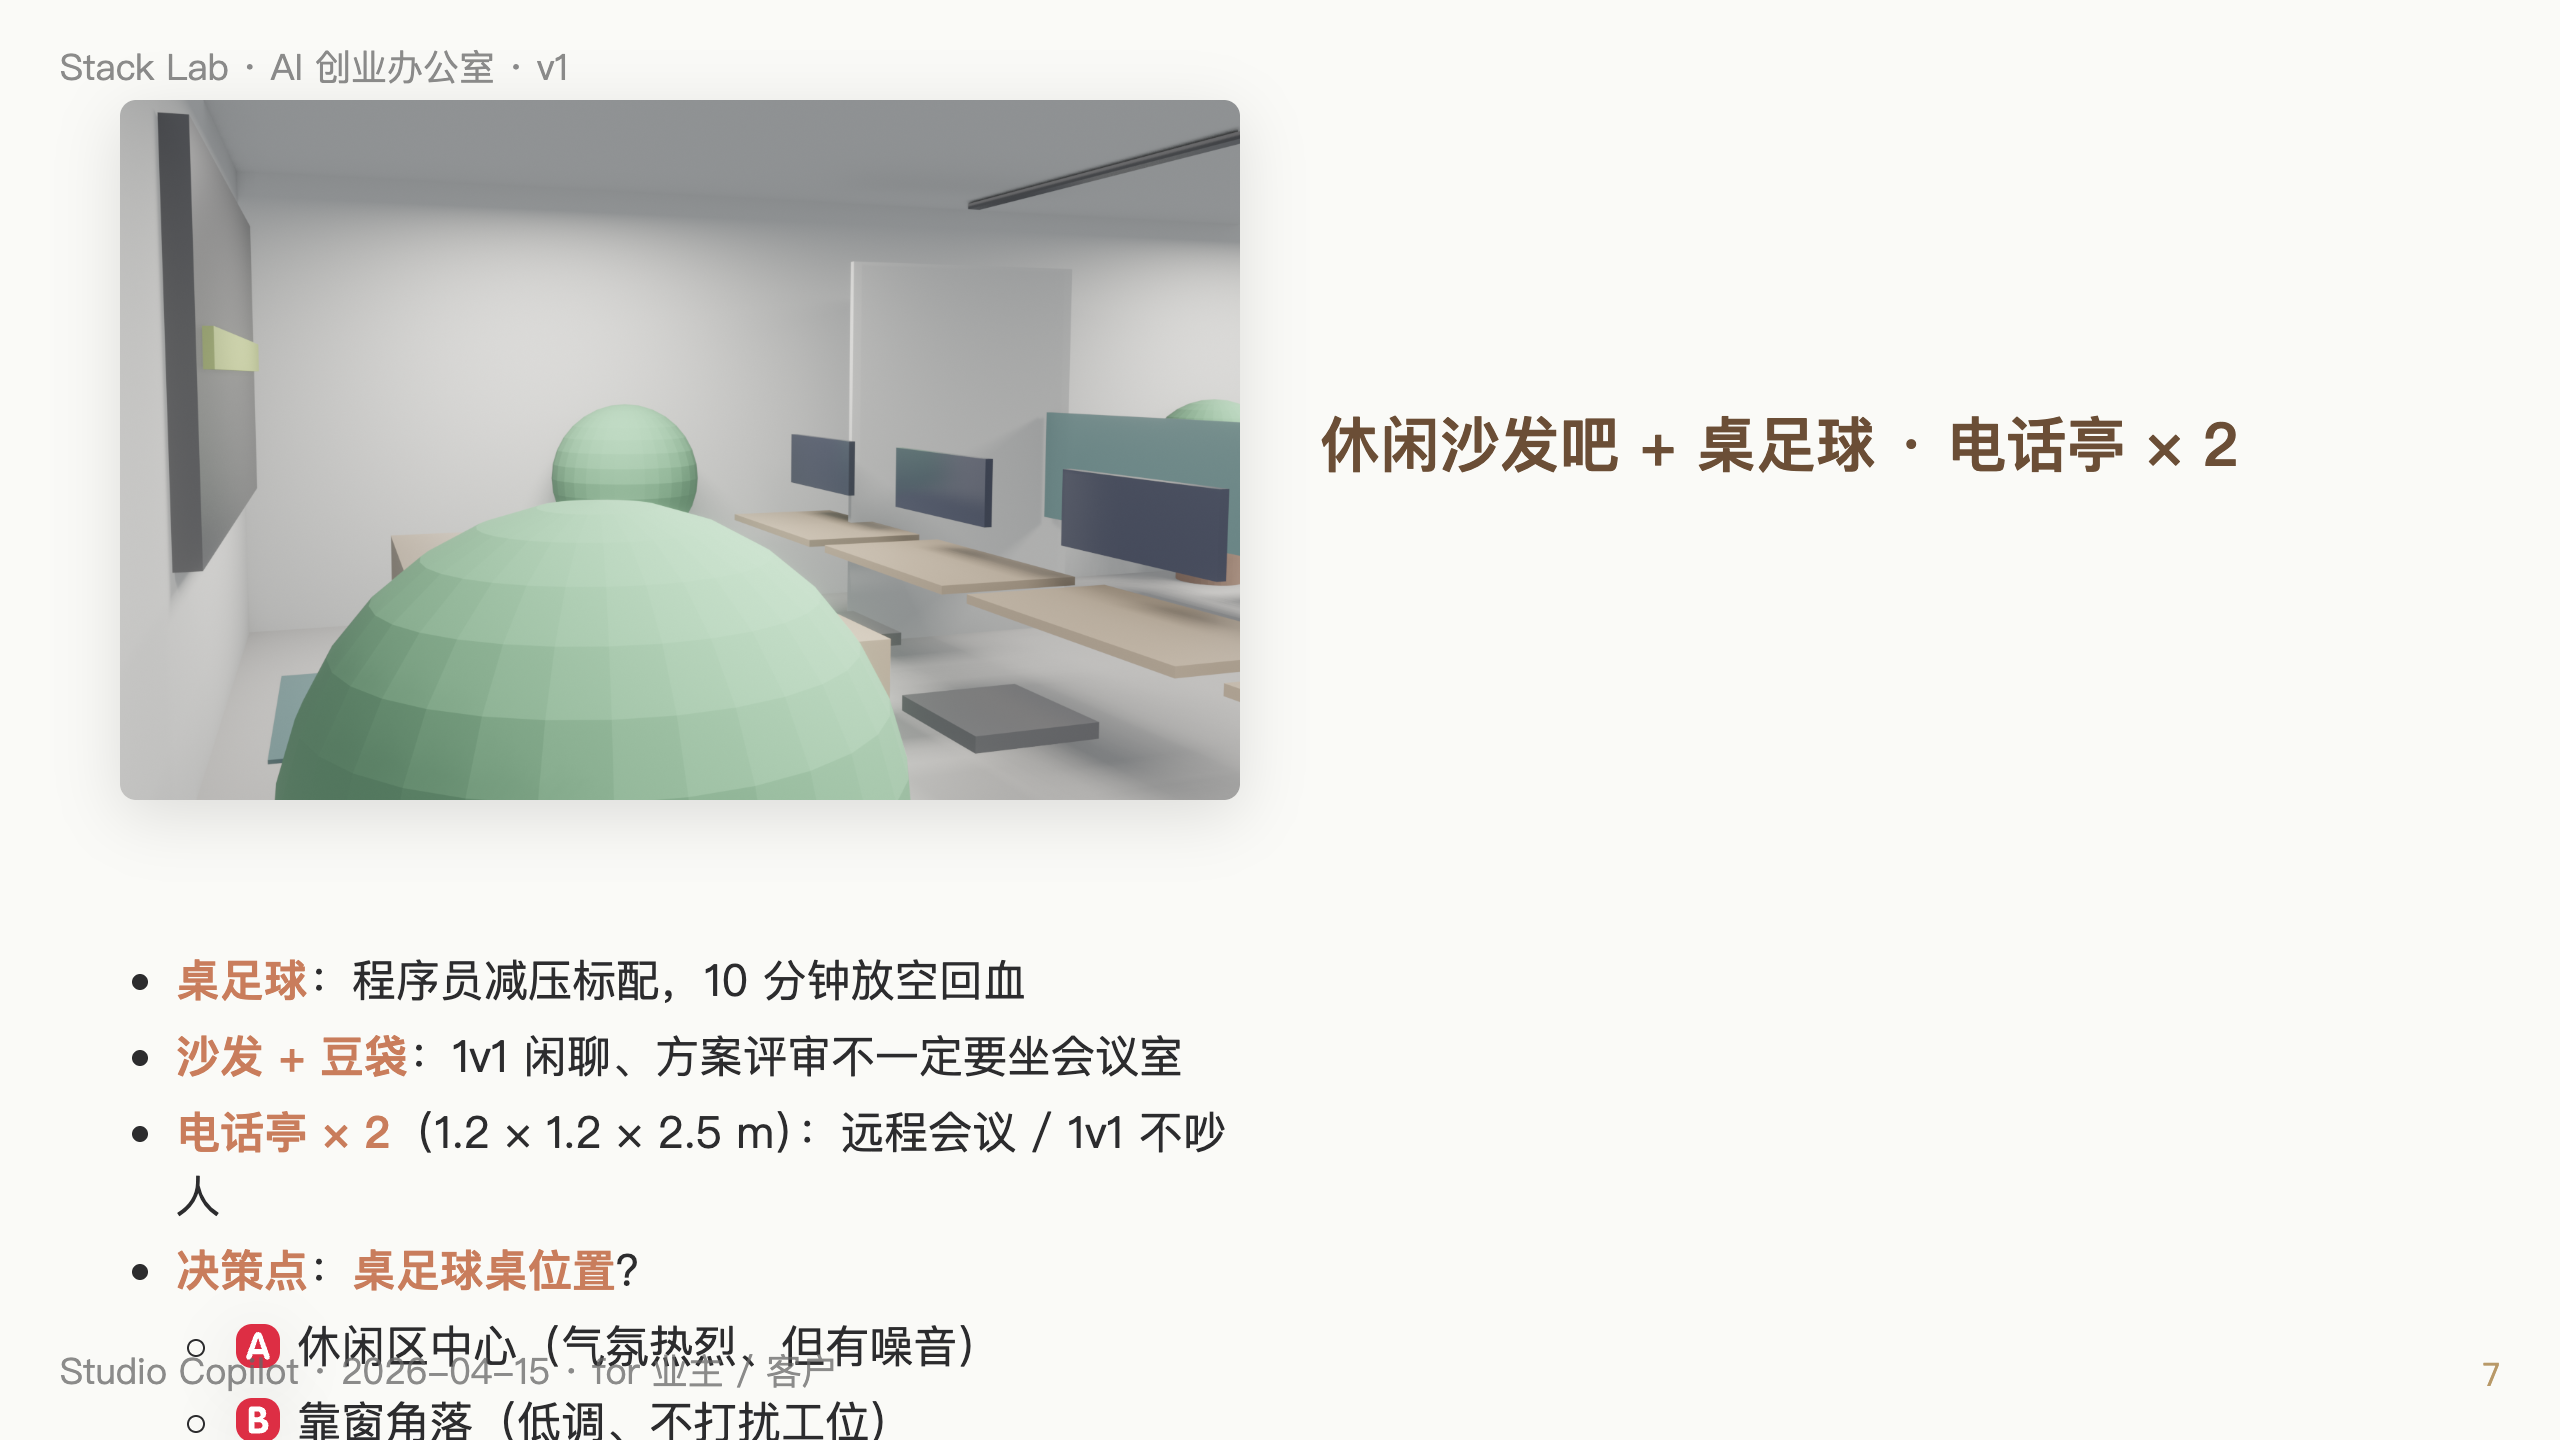 Stack Lab · AI 创业办公室 · v1
休闲沙发吧 + 桌足球 · 电话亭 × 2
桌足球：程序员减压标配，10 分钟放空回血
沙发 + 豆袋：1v1 闲聊、方案评审不一定要坐会议室
电话亭 × 2（1.2 × 1.2 × 2.5 m）：远程会议 / 1v1 不吵
人
决策点：桌足球桌位置?
A 休闲区中心（气氛热烈、但有噪音）
Studio Copilot · 2026-04-15 · for 业主 / 客户
7
B 靠窗角落（低调、不打扰工位）